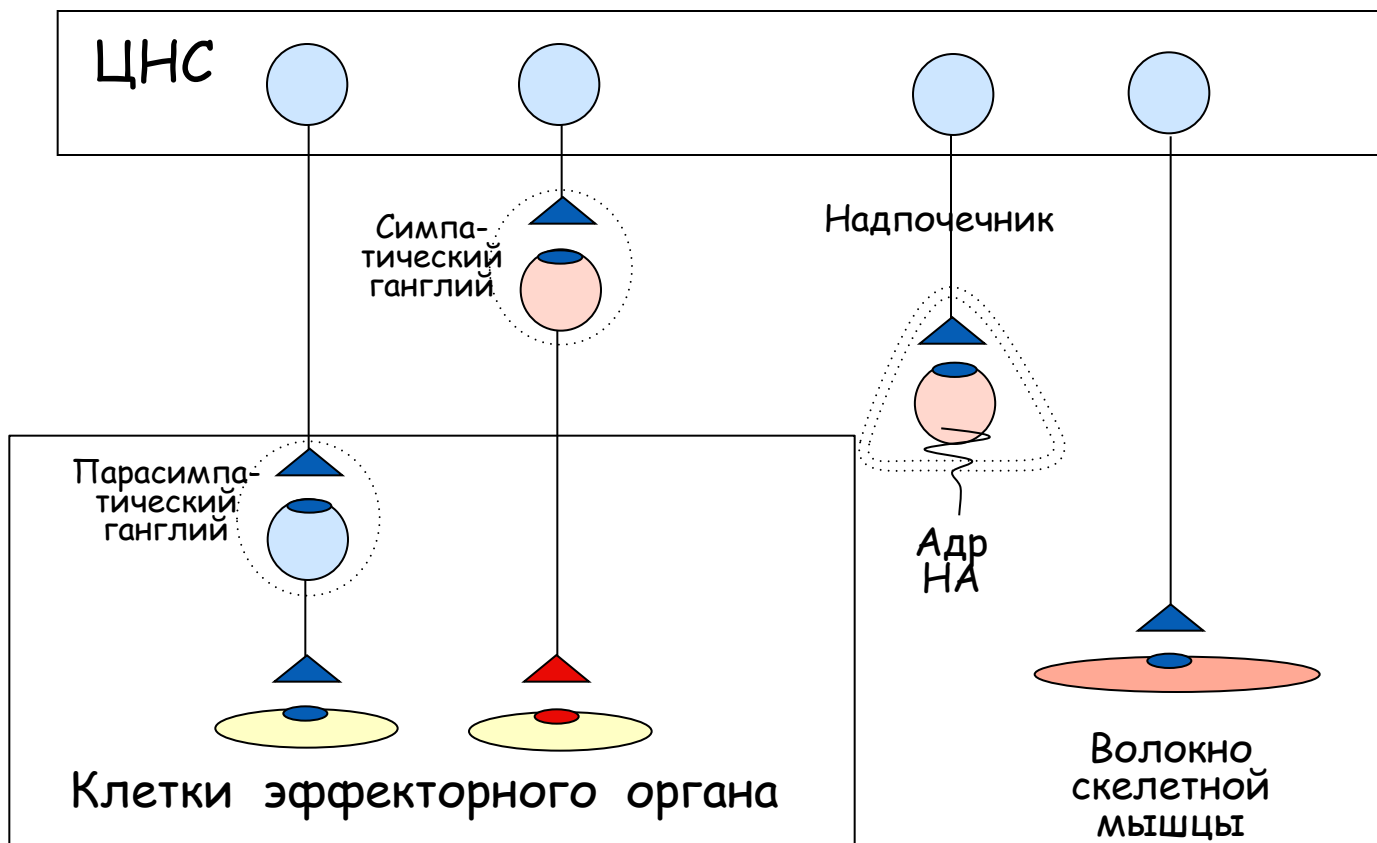 ЦНС
Симпа-
тический
ганглий
Надпочечник
Парасимпа-
тический
ганглий
Адр
НА
Клетки эффекторного органа
Волокно
скелетной
мышцы